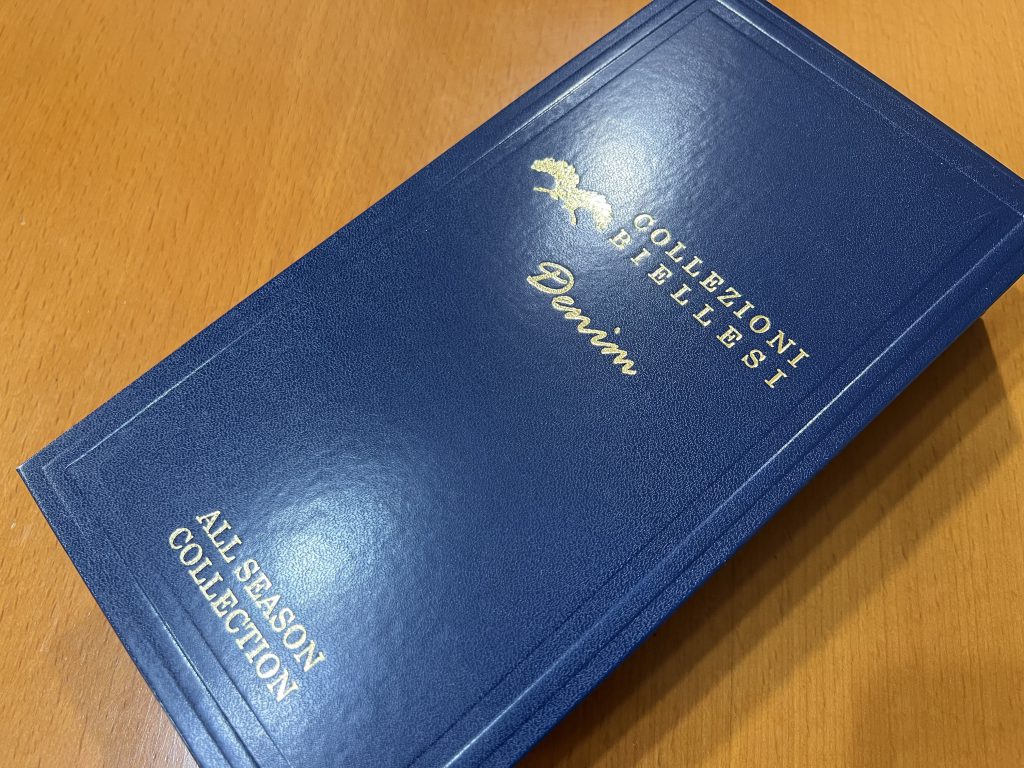 COLLEZIONI
BIELLESI
Denim
ALL SEASON
COLLECTION